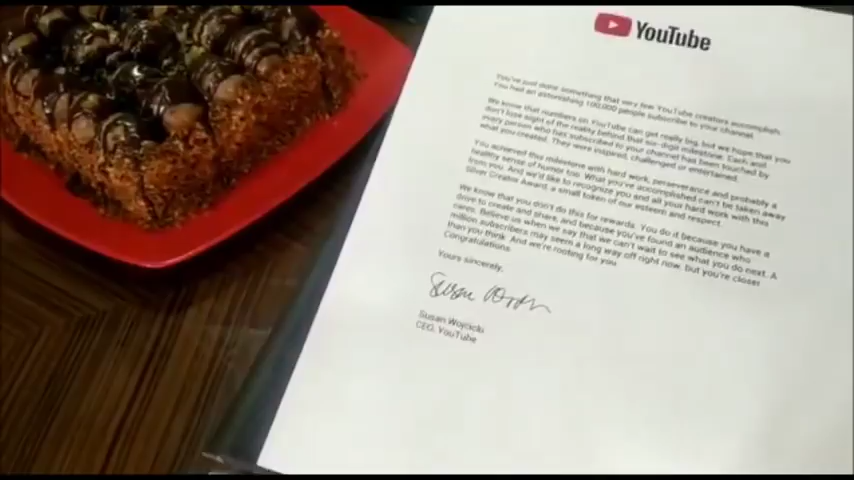 YouTube
You've just done something that very few YouTube creators accomplish.
You had an astonishing 100,000 people subscribe to your channel.
We know that numbers on YouTube can get really big, but we hope that you
don't lose sight of the reality behind that six-digit milestone. Each and
every person who has subscribed to your channel has been touched by
what you created. They were inspired, challenged or entertained.
You achieved this milestone with hard work, perseverance and probably a
healthy sense of humor too. What you've accomplished can't be taken away
from you. And we'd like to recognize you and all your hard work with this
Silver Creator Award, a small token of our esteem and respect.
We know that you don't do this for rewards. You do it because you have a
drive to create and share, and because you've found an audience who
cares. Believe us when we say that we can't wait to see what you do next. A
million subscribers may seem a long way off right now, but you're closer
than you think. And we're rooting for you.
Congratulations.
Yours sincerely,
Susan Wojcicki
CEO, YouTube